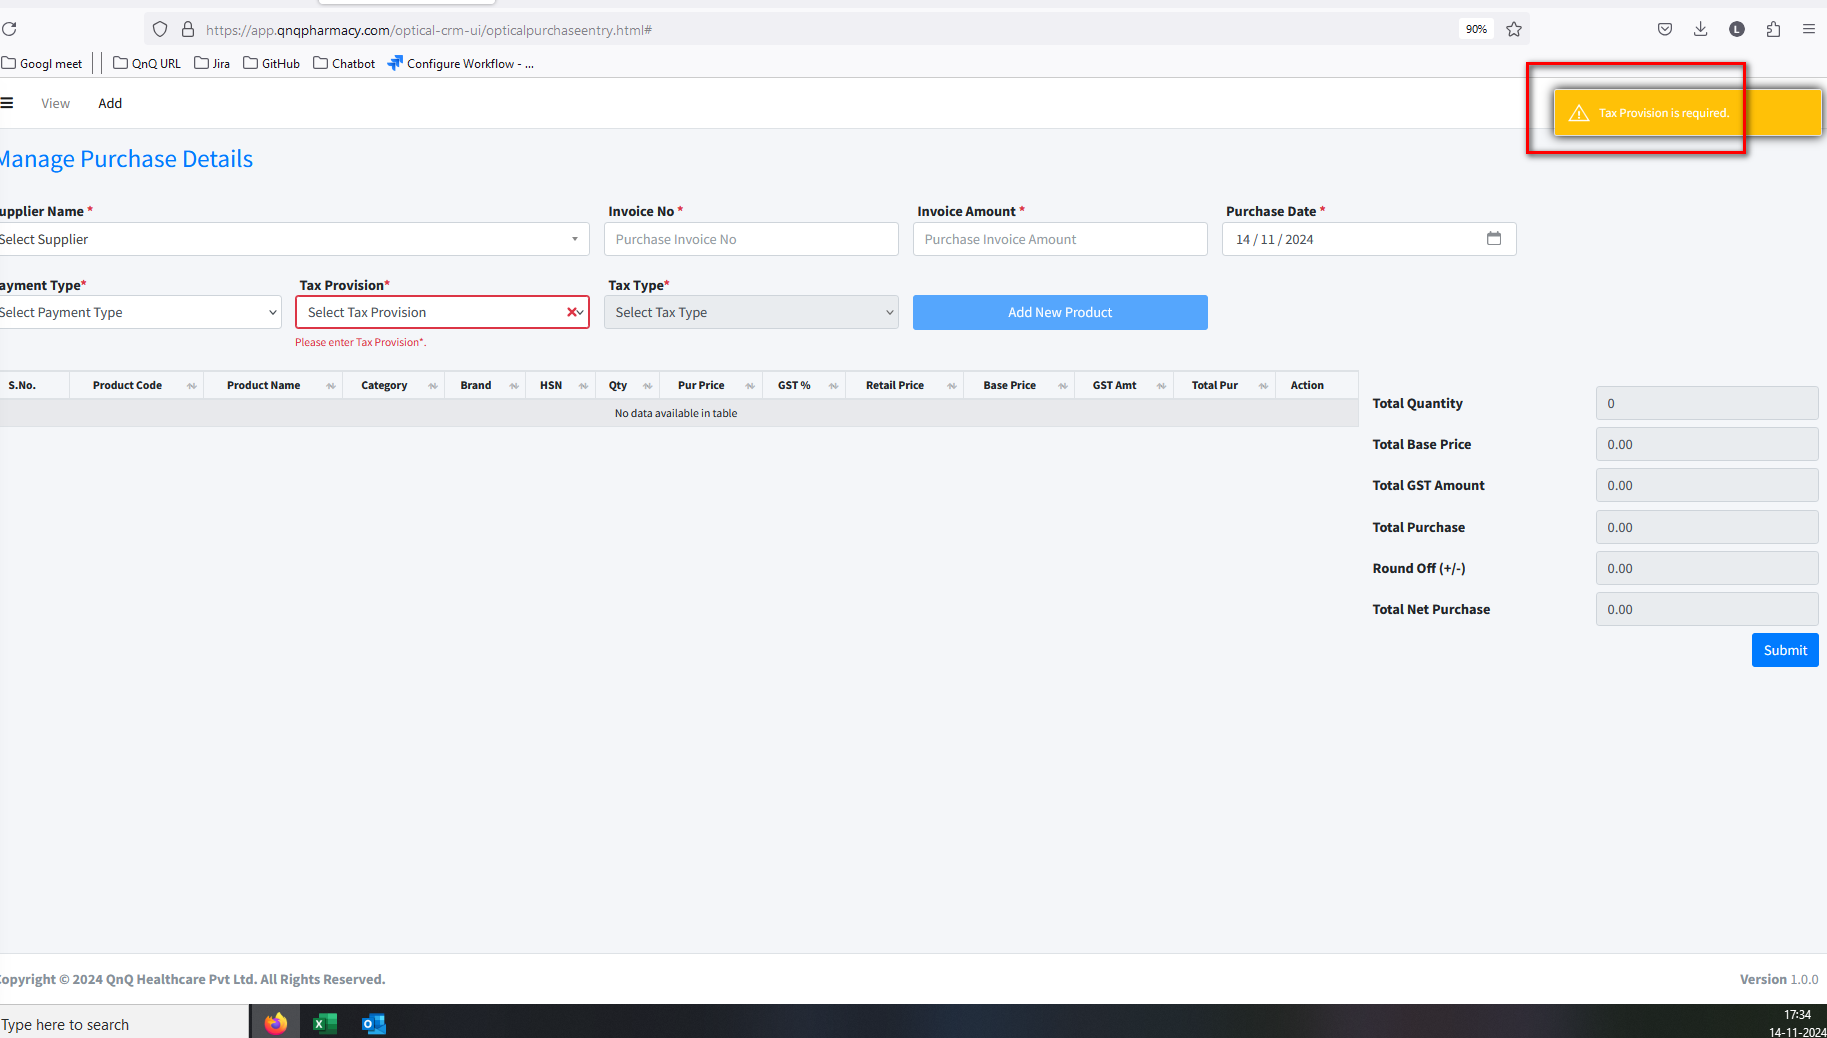 https://app.qnqpharmacy.com/optical-crm-ui/opticalpurchaseentry.html#
90%
L
Googl meet
QnQ URL
Jira
GitHub
Chatbot
Configure Workflow - ...
View
Add
Tax Provision is required.
Manage Purchase Details
upplier Name *
Invoice No *
Invoice Amount *
Purchase Date *
Select Supplier
Purchase Invoice No
Purchase Invoice Amount
14 / 11 / 2024
ayment Type*
Tax Provision*
Tax Type*
Select Payment Type
Select Tax Provision
Select Tax Type
Add New Product
Please enter Tax Provision*.
S.No.
Product Code
Product Name
Category
Brand
HSN
Qty
Pur Price
GST %
Retail Price
Base Price
GST Amt
Total Pur
Action
No data available in table
Total Quantity
0
Total Base Price
0.00
Total GST Amount
0.00
Total Purchase
0.00
Round Off (+/-)
0.00
Total Net Purchase
0.00
Submit
opyright © 2024 QnQ Healthcare Pvt Ltd. All Rights Reserved.
Version 1.0.0
Type here to search
17:34
14-11-2024